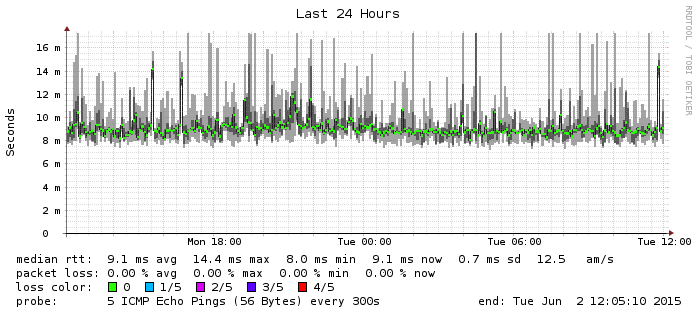 Last 24 Hours
RRDTOOL / TOBI OETIKER
Seconds
16 m
14 m
12 m
10 m
8 m
6 m
4 m
2 m
0
Mon 18:00 Tue 00:00 Tue 06:00 Tue 12:00
median rtt: 9.1 ms avg 14.4 ms max 8.0 ms min 9.1 ms now 0.7 ms sd 12.5 am/s
packet loss: 0.00 % avg 0.00 % max 0.00 % min 0.00 % now
loss color: 0 1/5 2/5 3/5 4/5
probe: 5 ICMP Echo Pings (56 Bytes) every 300s end: Tue Jun 2 12:05:10 2015